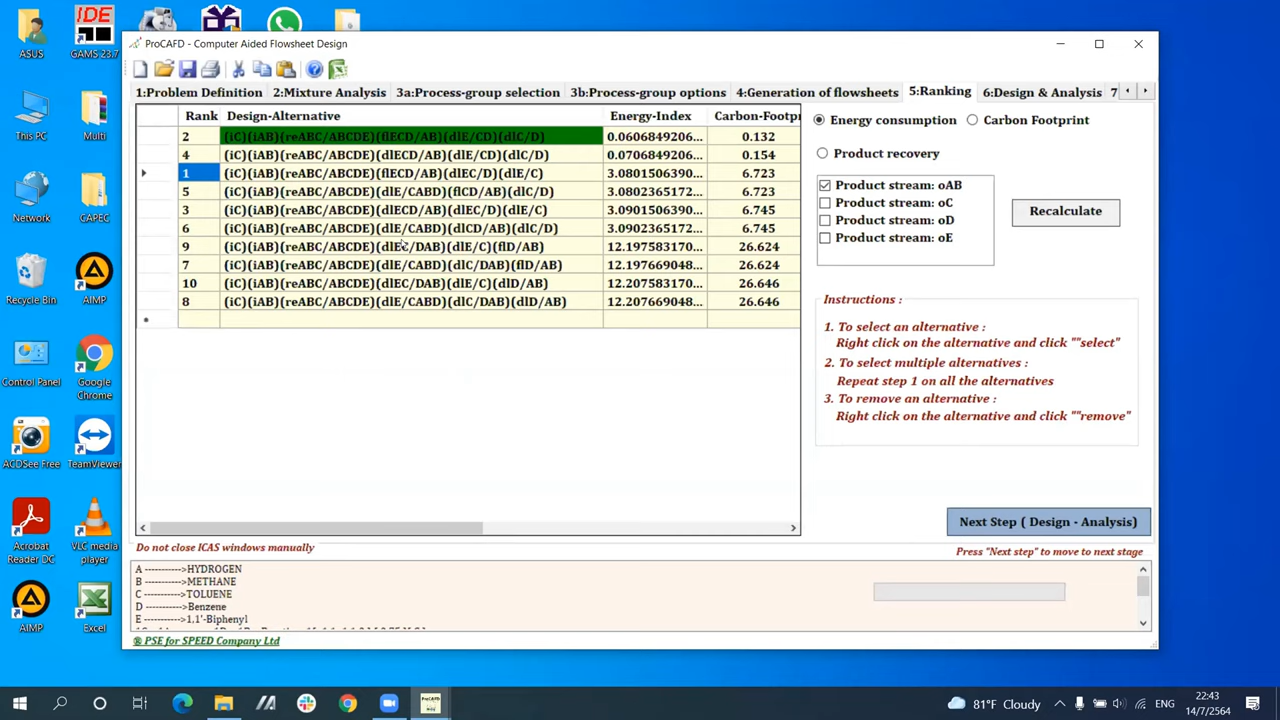 ASUS
GAMS 23.7
This PC
Multi
Network
CAPEC
Recycle Bin
AIMP
Control Panel
Google Chrome
ACDSee Free
TeamViewer
Acrobat Reader DC
VLC media player
AIMP
Excel
IDE
ProCAFD - Computer Aided Flowsheet Design
1:Problem Definition 2:Mixture Analysis 3a:Process-group selection 3b:Process-group options 4:Generation of flowsheets 5:Ranking 6:Design & Analysis 7
Rank Design-Alternative Energy-Index Carbon-Footpr
2 (iC)(iAB)(reABC/ABCDE)(flECD/AB)(dlE/CD)(dlC/D) 0.0606849206... 0.132
4 (iC)(iAB)(reABC/ABCDE)(dlECD/AB)(dlE/CD)(dlC/D) 0.0706849206... 0.154
1 (iC)(iAB)(reABC/ABCDE)(flECD/AB)(dlEC/D)(dlE/C) 3.0801506390... 6.723
5 (iC)(iAB)(reABC/ABCDE)(dlE/CABD)(flCD/AB)(dlC/D) 3.0802365172... 6.723
3 (iC)(iAB)(reABC/ABCDE)(dlECD/AB)(dlEC/D)(dlE/C) 3.0901506390... 6.745
6 (iC)(iAB)(reABC/ABCDE)(dlE/CABD)(dlCD/AB)(dlC/D) 3.0902365172... 6.745
9 (iC)(iAB)(reABC/ABCDE)(dlEC/DAB)(dlE/C)(flD/AB) 12.197583170... 26.624
7 (iC)(iAB)(reABC/ABCDE)(dlE/CABD)(dlC/DAB)(flD/AB) 12.197669048... 26.624
10 (iC)(iAB)(reABC/ABCDE)(dlEC/DAB)(dlE/C)(dlD/AB) 12.207583170... 26.646
8 (iC)(iAB)(reABC/ABCDE)(dlE/CABD)(dlC/DAB)(dlD/AB) 12.207669048... 26.646
Energy consumption Carbon Footprint
Product recovery
Product stream: oAB
Product stream: oC
Product stream: oD
Product stream: oE
Recalculate
Instructions :
1. To select an alternative :
Right click on the alternative and click ""select"
2. To select multiple alternatives :
Repeat step 1 on all the alternatives
3. To remove an alternative :
Right click on the alternative and click ""remove"
Next Step ( Design - Analysis)
Do not close ICAS windows manually
Press "Next step" to move to next stage
A ----------->HYDROGEN
B ----------->METHANE
C ----------->TOLUENE
D ----------->Benzene
E ----------->1,1'-Biphenyl
® PSE for SPEED Company Ltd
81°F Cloudy
ENG
22:43
14/7/2564